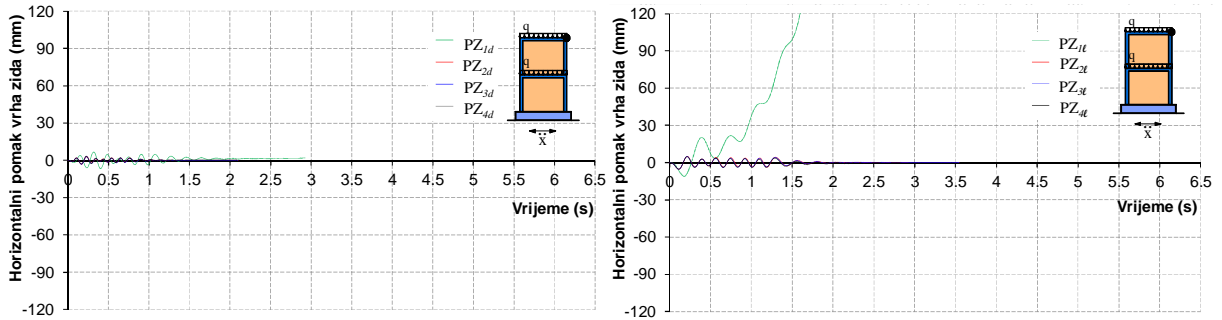 Horizontalni pomak vrha zida (mm)
120
90
60
30
0
-30
-60
-90
-120
0 0.5 1 1.5 2 2.5 3 3.5 4 4.5 5 5.5 6 6.5
Vrijeme (s)
PZ1d
PZ2d
PZ3d
PZ4d
q
q
ẍ
Horizontalni pomak vrha zida (mm)
120
90
60
30
0
-30
-60
-90
-120
0 0.5 1 1.5 2 2.5 3 3.5 4 4.5 5 5.5 6 6.5
Vrijeme (s)
PZ1ℓ
PZ2ℓ
PZ3ℓ
PZ4ℓ
q
q
ẍ